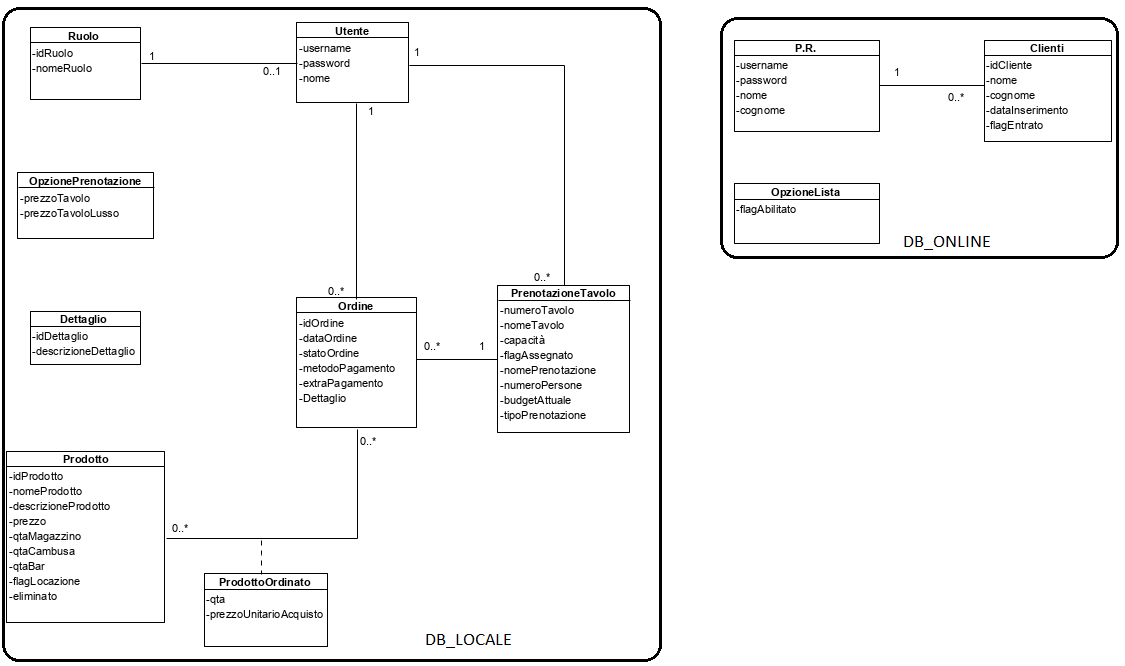 Ruolo
-idRuolo
-nomeRuolo
1
0..1
Utente
-username
-password
-nome
1
1
OpzionePrenotazione
-prezzoTavolo
-prezzoTavoloLusso
Dettaglio
-idDettaglio
-descrizioneDettaglio
0..*
Ordine
-idOrdine
-dataOrdine
-statoOrdine
-metodoPagamento
-extraPagamento
-Dettaglio
0..*
1
0..*
PrenotazioneTavolo
-numeroTavolo
-nomeTavolo
-capacità
-flagAssegnato
-nomePrenotazione
-numeroPersone
-budgetAttuale
-tipoPrenotazione
0..*
Prodotto
-idProdotto
-nomeProdotto
-descrizioneProdotto
-prezzo
-qtaMagazzino
-qtaCambusa
-qtaBar
-flagLocazione
-eliminato
0..*
ProdottoOrdinato
-qta
-prezzoUnitarioAcquisto
DB_LOCALE
P.R.
-username
-password
-nome
-cognome
1
0..*
Clienti
-idCliente
-nome
-cognome
-dataInserimento
-flagEntrato
OpzioneLista
-flagAbilitato
DB_ONLINE